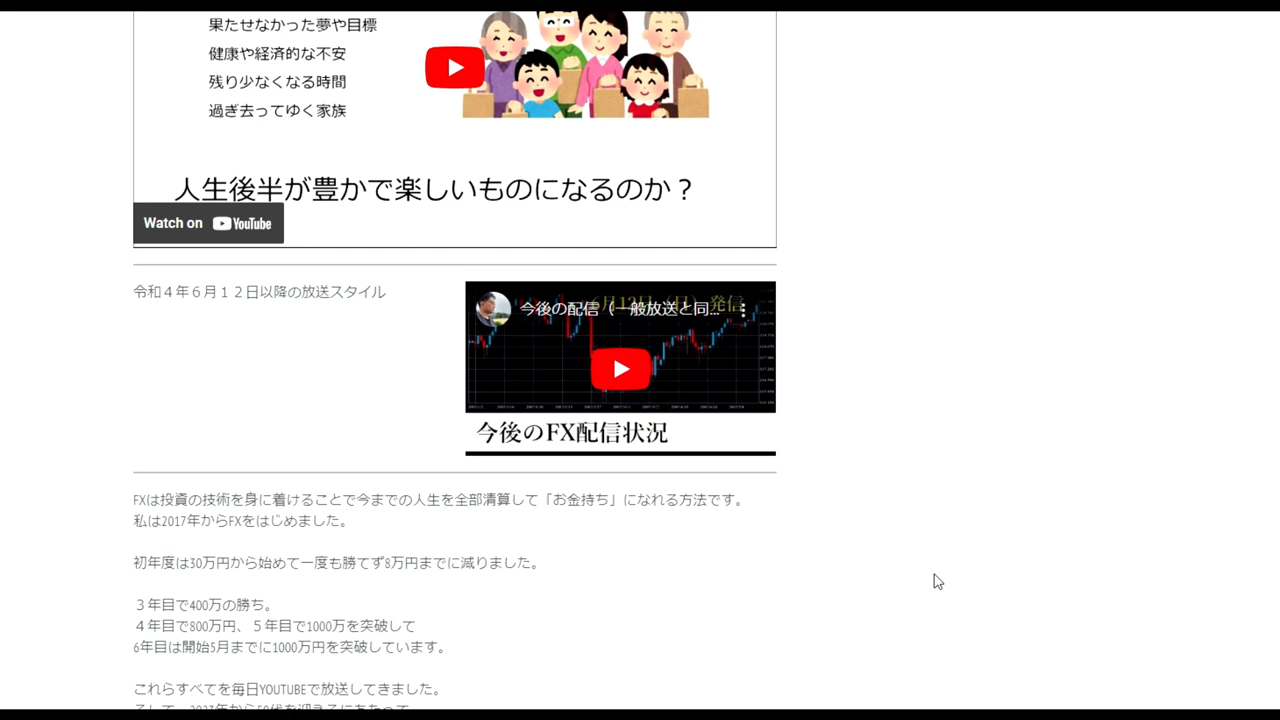 果たせなかった夢や目標
健康や経済的な不安
残り少なくなる時間
過ぎ去ってゆく家族
人生後半が豊かで楽しいものになるのか？
Watch on YouTube
令和４年６月１２日以降の放送スタイル
6月12日（日）発信
今後の配信（一般放送と同...
今後のFX配信状況
FXは投資の技術を身に着けることで今までの人生を全部清算して「お金持ち」になれる方法です。
私は2017年からFXをはじめました。
初年度は30万円から始めて一度も勝てず8万円までに減りました。
３年目で400万の勝ち。
４年目で800万円、５年目で1000万を突破して
6年目は開始5月までに1000万円を突破しています。
これらすべてを毎日YOUTUBEで放送してきました。